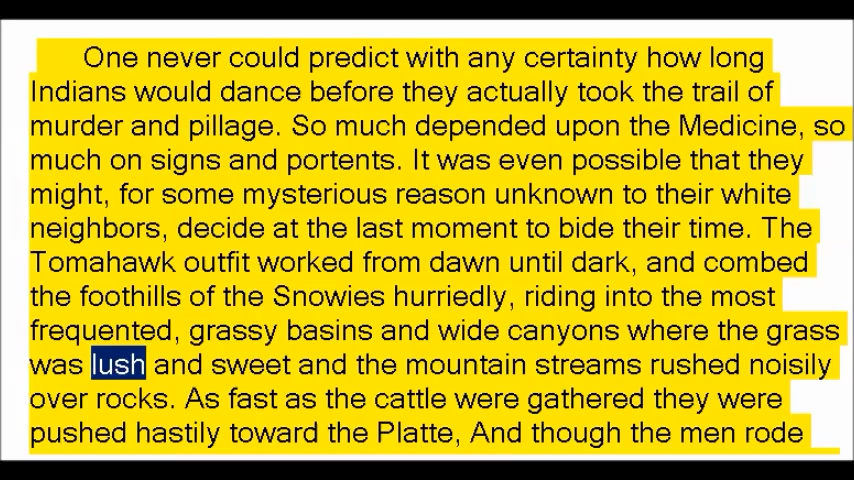 One never could predict with any certainty how long
Indians would dance before they actually took the trail of
murder and pillage. So much depended upon the Medicine, so
much on signs and portents. It was even possible that they
might, for some mysterious reason unknown to their white
neighbors, decide at the last moment to bide their time. The
Tomahawk outfit worked from dawn until dark, and combed
the foothills of the Snowies hurriedly, riding into the most
frequented, grassy basins and wide canyons where the grass
was lush and sweet and the mountain streams rushed noisily
over rocks. As fast as the cattle were gathered they were
pushed hastily toward the Platte, And though the men rode